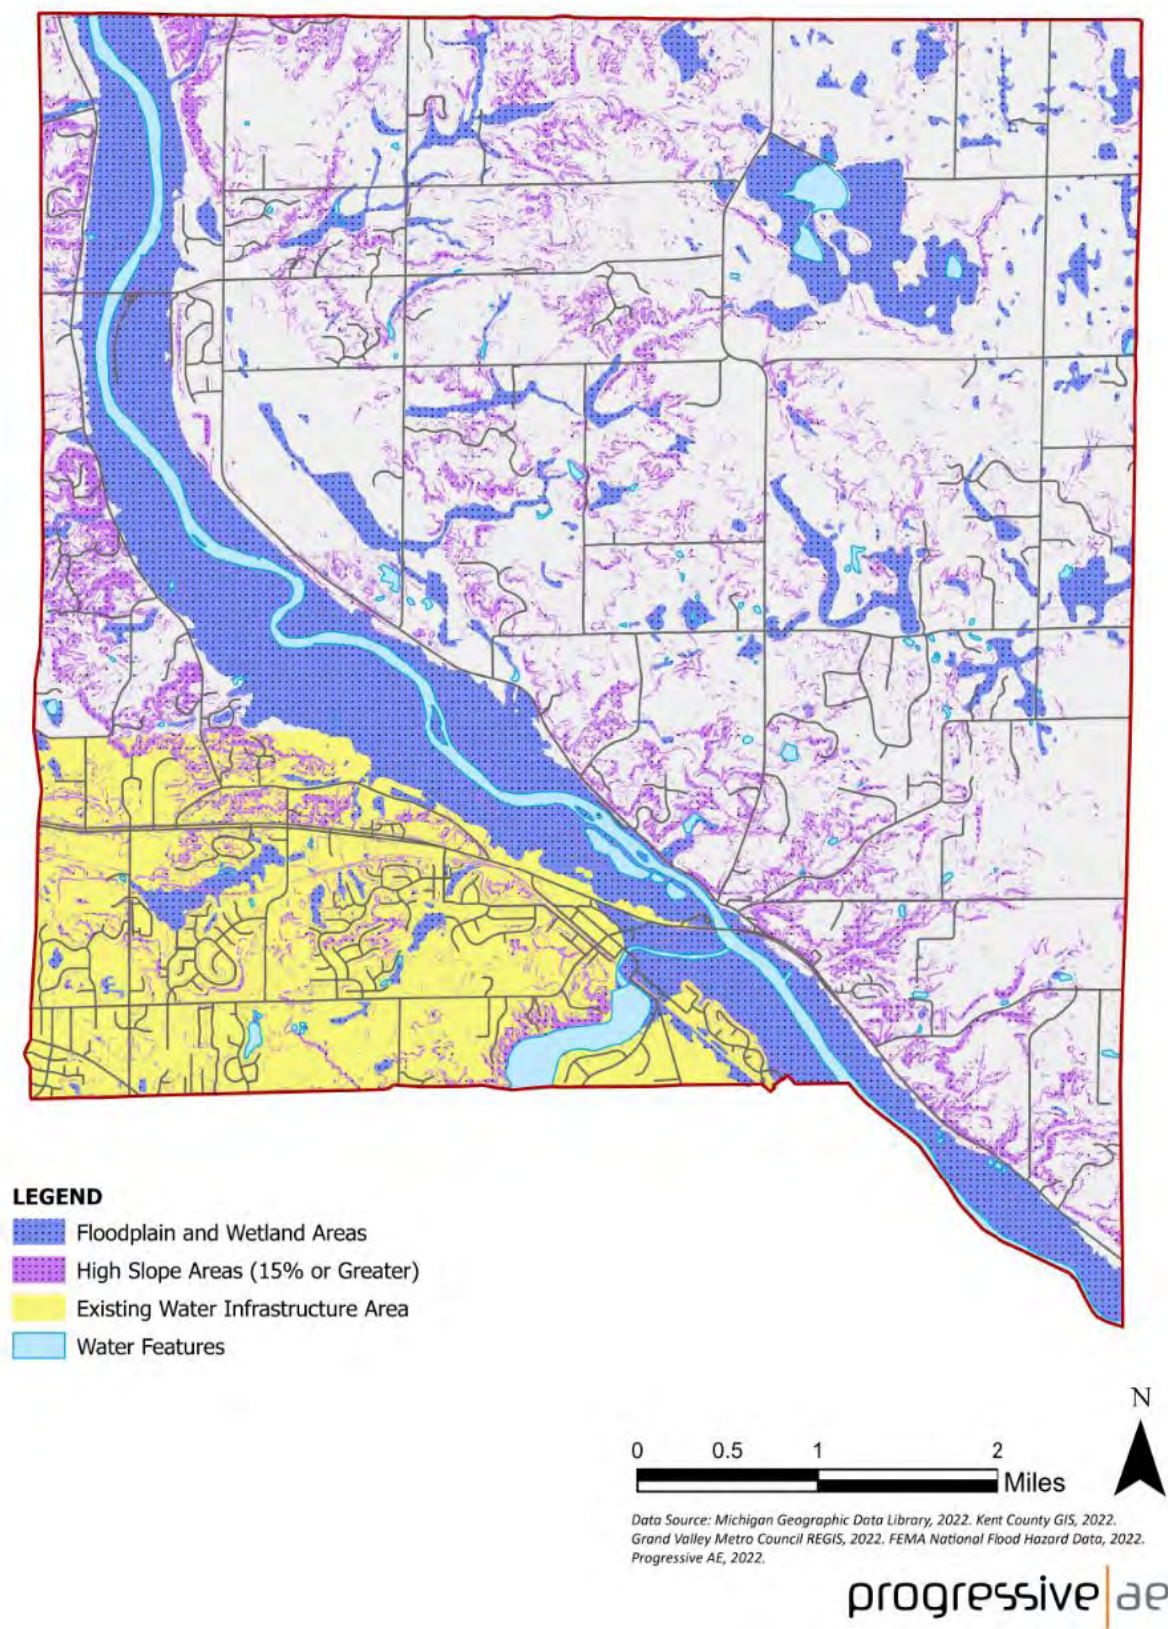 LEGEND
Floodplain and Wetland Areas
High Slope Areas (15% or Greater)
Existing Water Infrastructure Area
Water Features
N
0 0.5 1 2
Miles
Data Source: Michigan Geographic Data Library, 2022. Kent County GIS, 2022.
Grand Valley Metro Council REGIS, 2022. FEMA National Flood Hazard Data, 2022.
Progressive AE, 2022.
progressive|ae